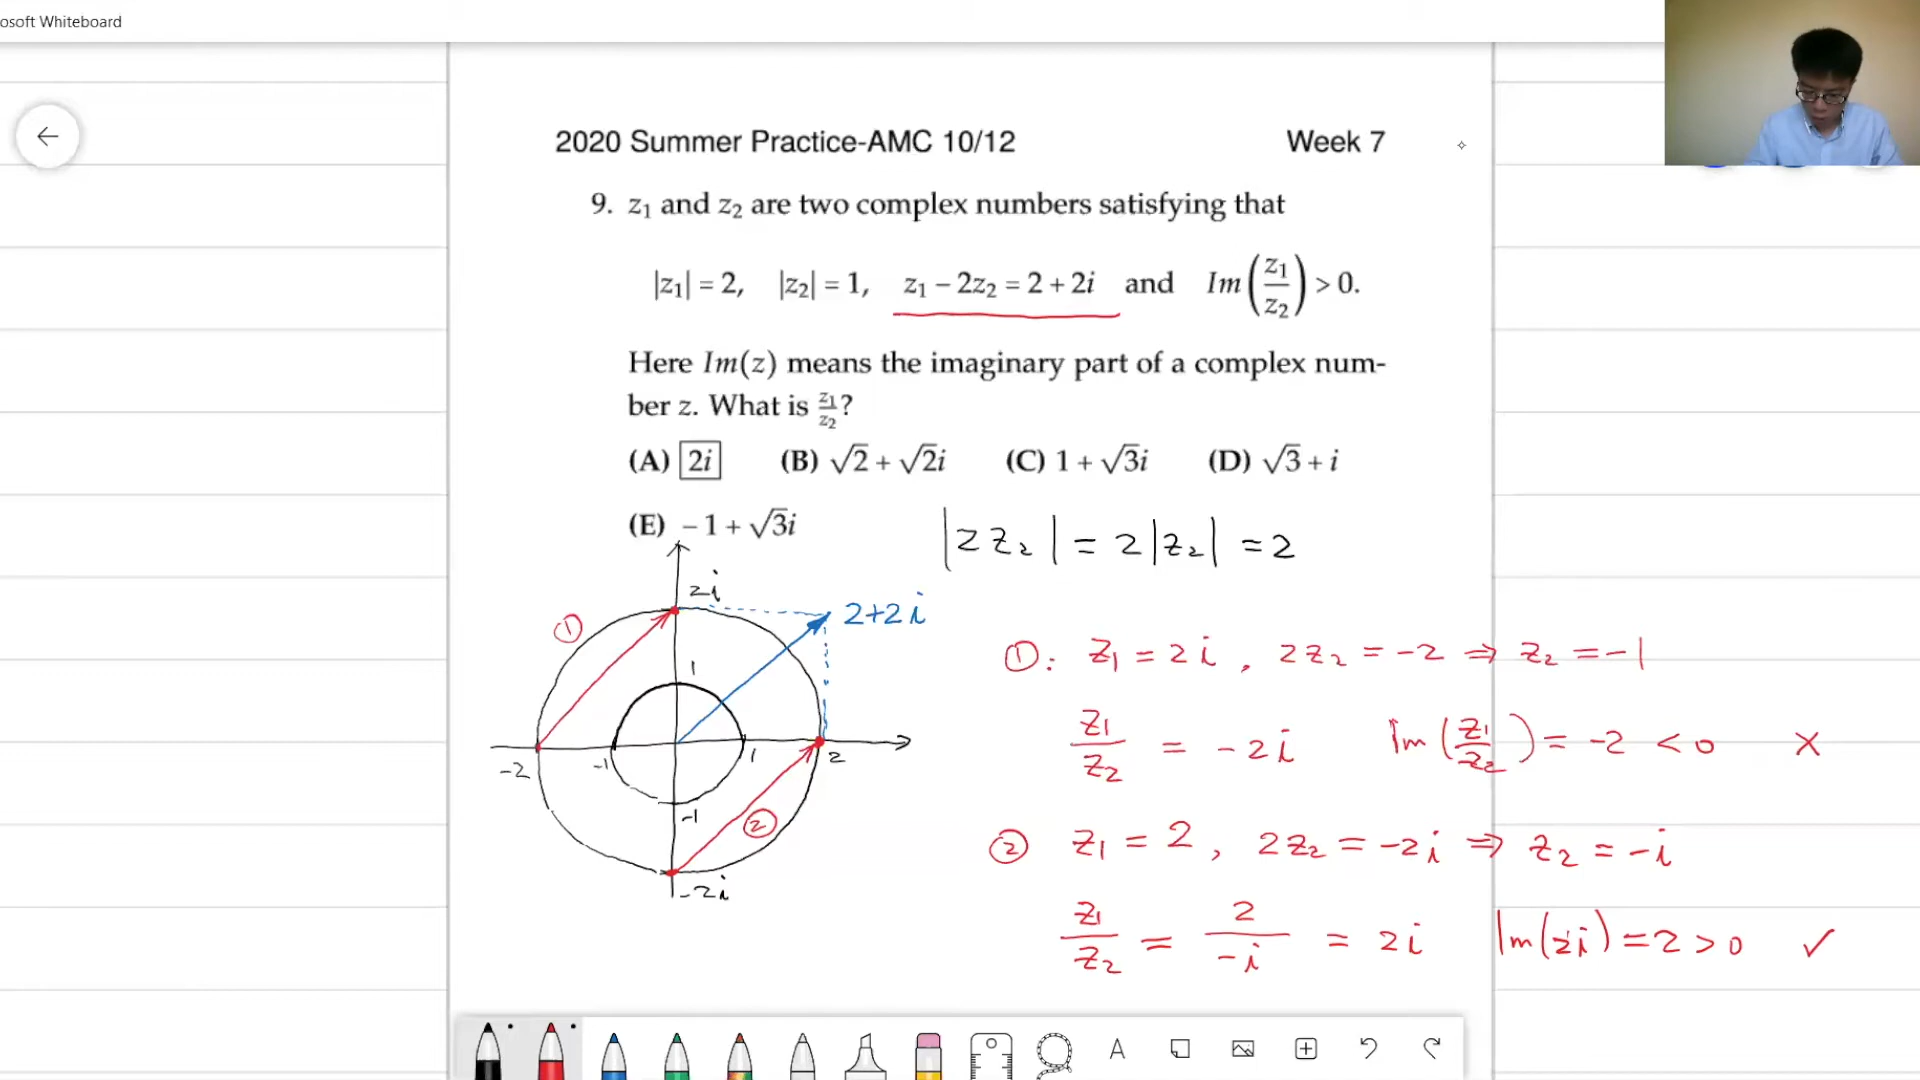 osoft Whiteboard
2020 Summer Practice-AMC 10/12 Week 7
9. z₁ and z₂ are two complex numbers satisfying that
|z₁| = 2, |z₂| = 1, z₁ − 2z₂ = 2 + 2i and Im(z₁/z₂) > 0.
Here Im(z) means the imaginary part of a complex num-
ber z. What is z₁/z₂?
(A) 2i (B) √2 + √2i (C) 1 + √3i (D) √3 + i
(E) − 1 + √3i
|2z₂| = 2|z₂| = 2
2i
2+2i
①
1
-2
-1
1
2
-1
②
-2i
①: z₁ = 2i, 2z₂ = -2 ⇒ z₂ = -1
z₁/z₂ = -2i Im(z₁/z₂) = -2 < 0 ×
② z₁ = 2, 2z₂ = -2i ⇒ z₂ = -i
z₁/z₂ = 2/-i = 2i Im(2i) = 2 > 0 ✓
A